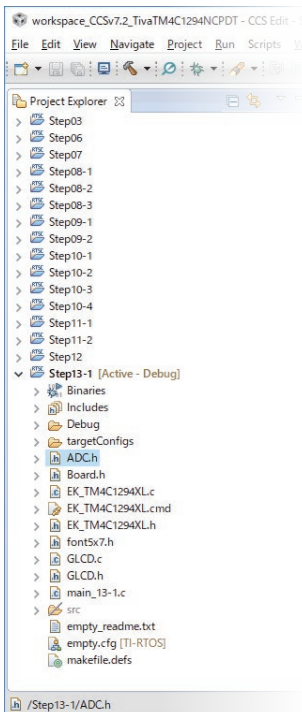 workspace_CCSv7.2_TivaTM4C1294NCPDT - CCS Edit -
File Edit View Navigate Project Run Scripts
Project Explorer
Step03
Step06
Step07
Step08-1
Step08-2
Step08-3
Step09-1
Step09-2
Step10-1
Step10-2
Step10-3
Step10-4
Step11-1
Step11-2
Step12
Step13-1 [Active - Debug]
Binaries
Includes
Debug
targetConfigs
ADC.h
Board.h
EK_TM4C1294XL.c
EK_TM4C1294XL.cmd
EK_TM4C1294XL.h
font5x7.h
GLCD.c
GLCD.h
main_13-1.c
src
empty_readme.txt
empty.cfg [TI-RTOS]
makefile.defs
/Step13-1/ADC.h